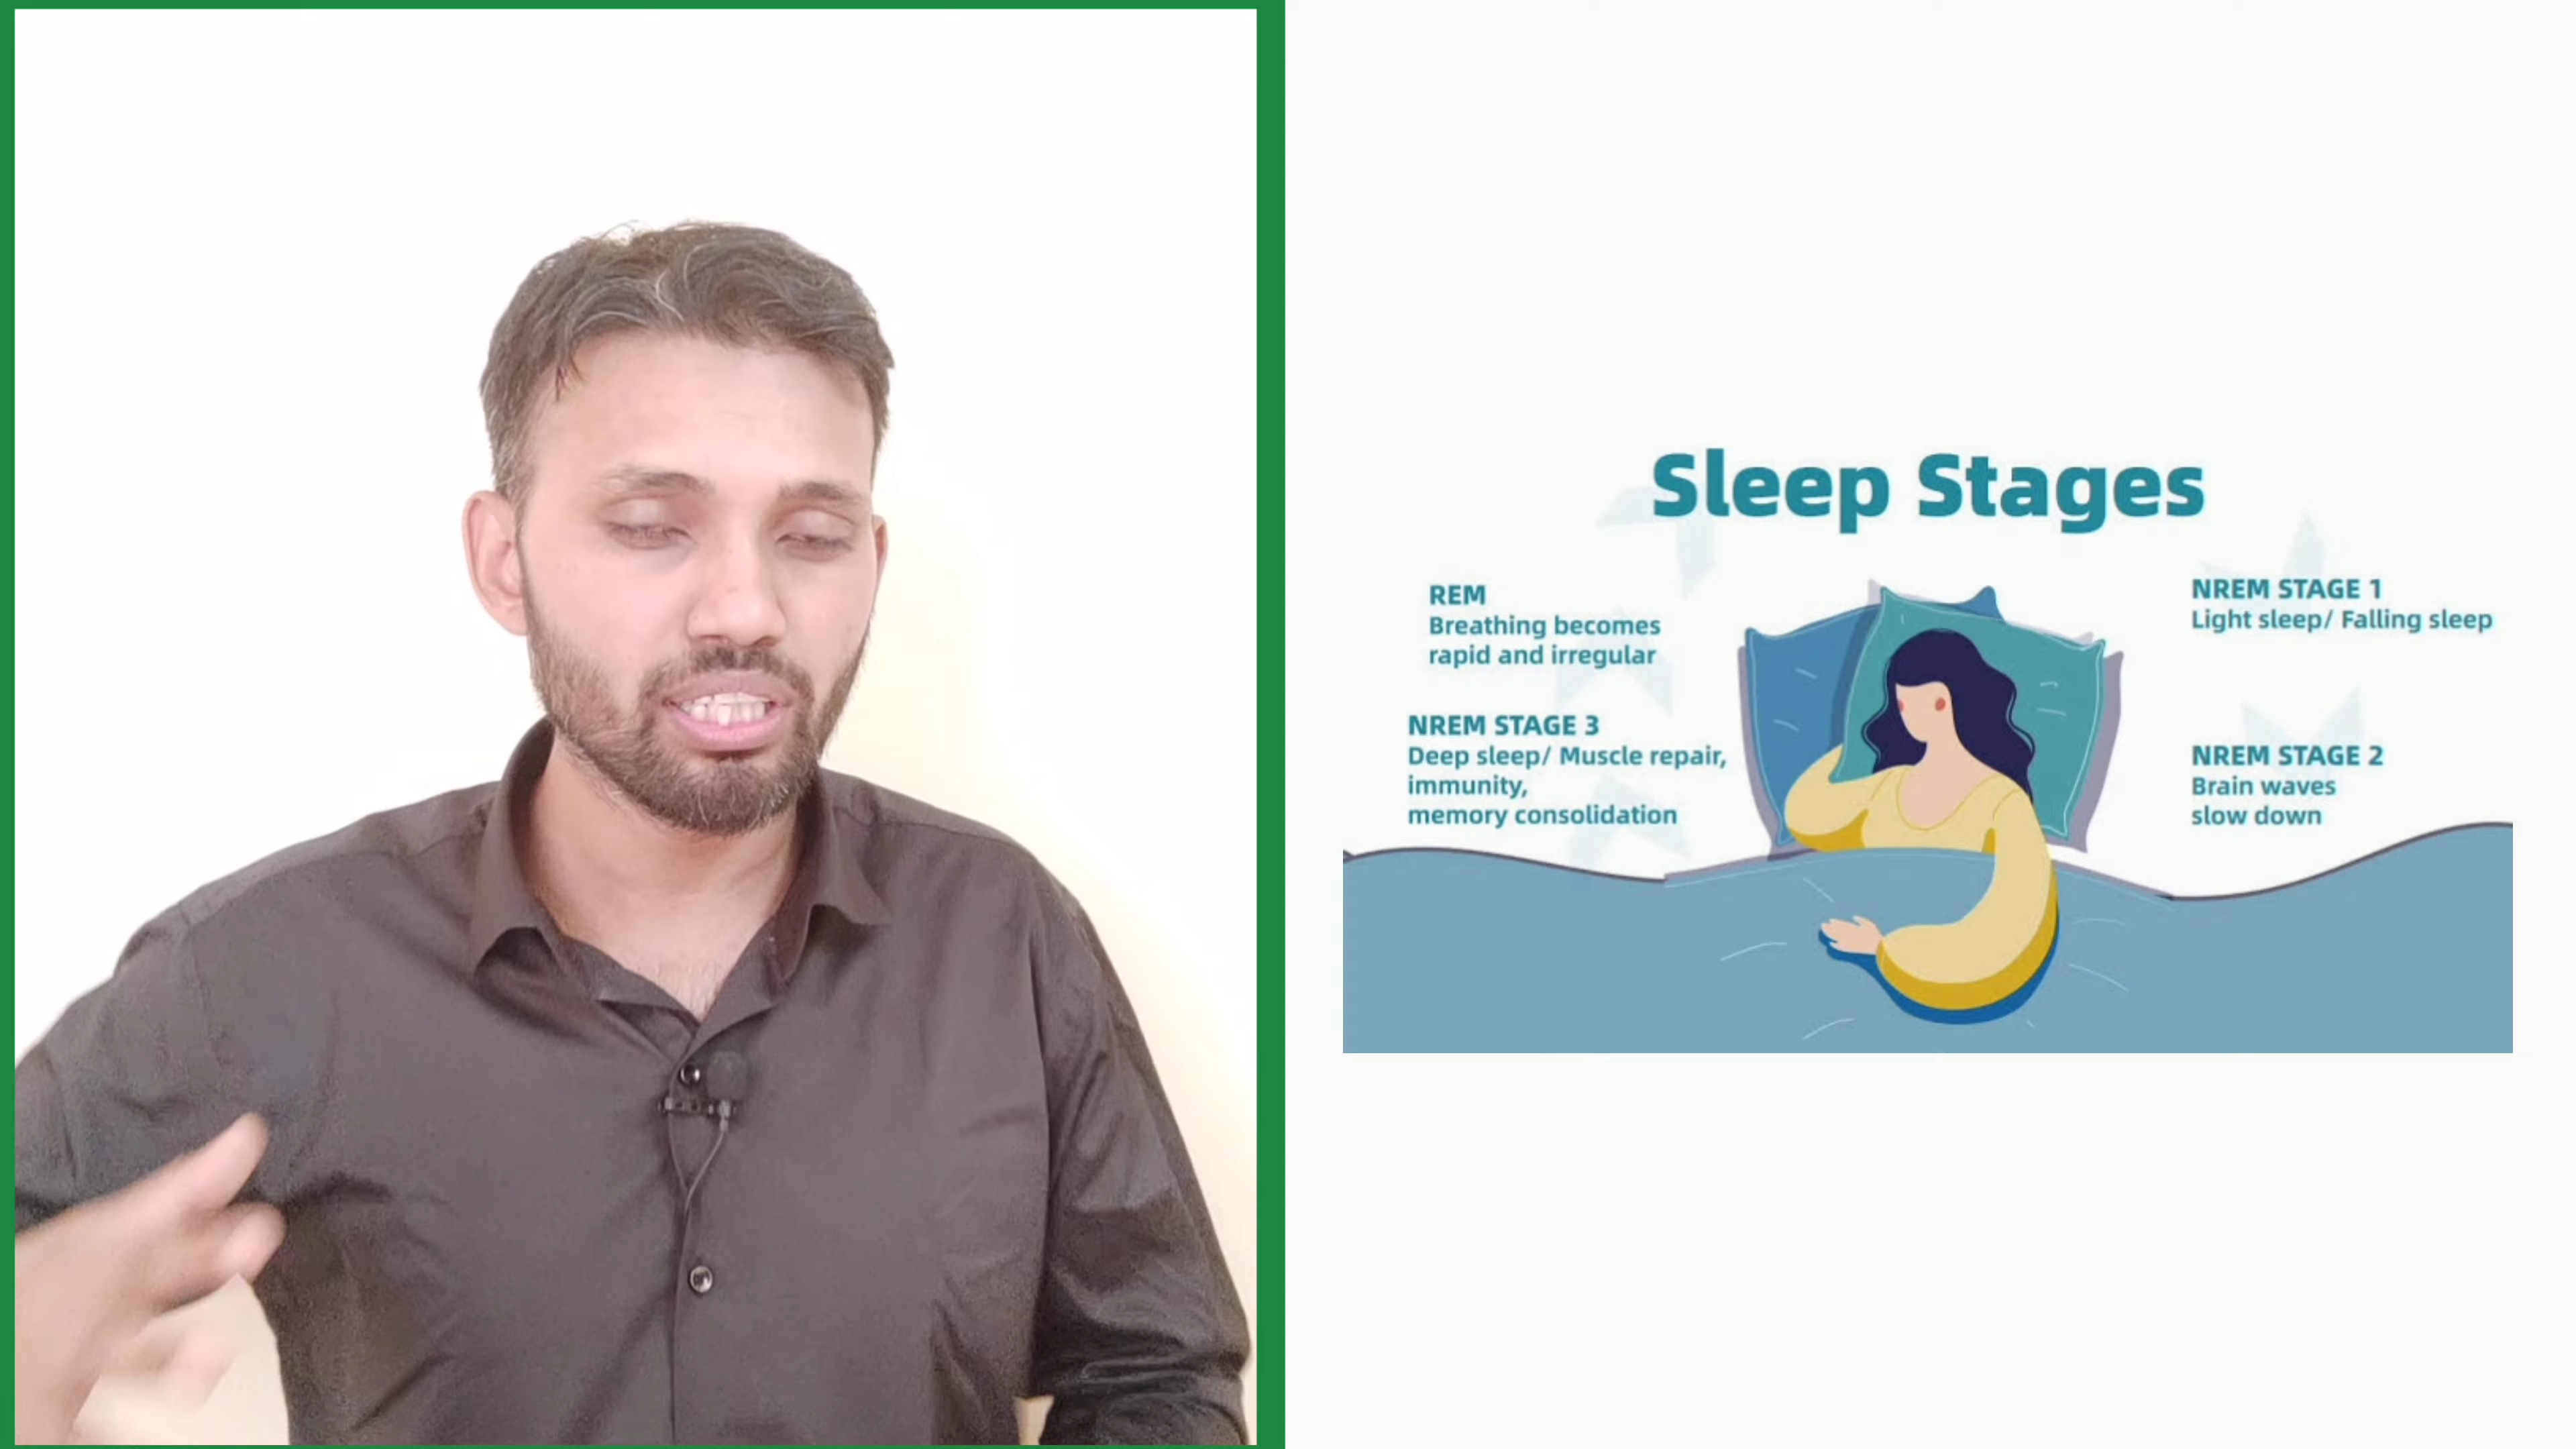 Sleep Stages
REM
Breathing becomes
rapid and irregular
NREM STAGE 3
Deep sleep/ Muscle repair,
immunity,
memory consolidation
NREM STAGE 1
Light sleep/ Falling sleep
NREM STAGE 2
Brain waves
slow down